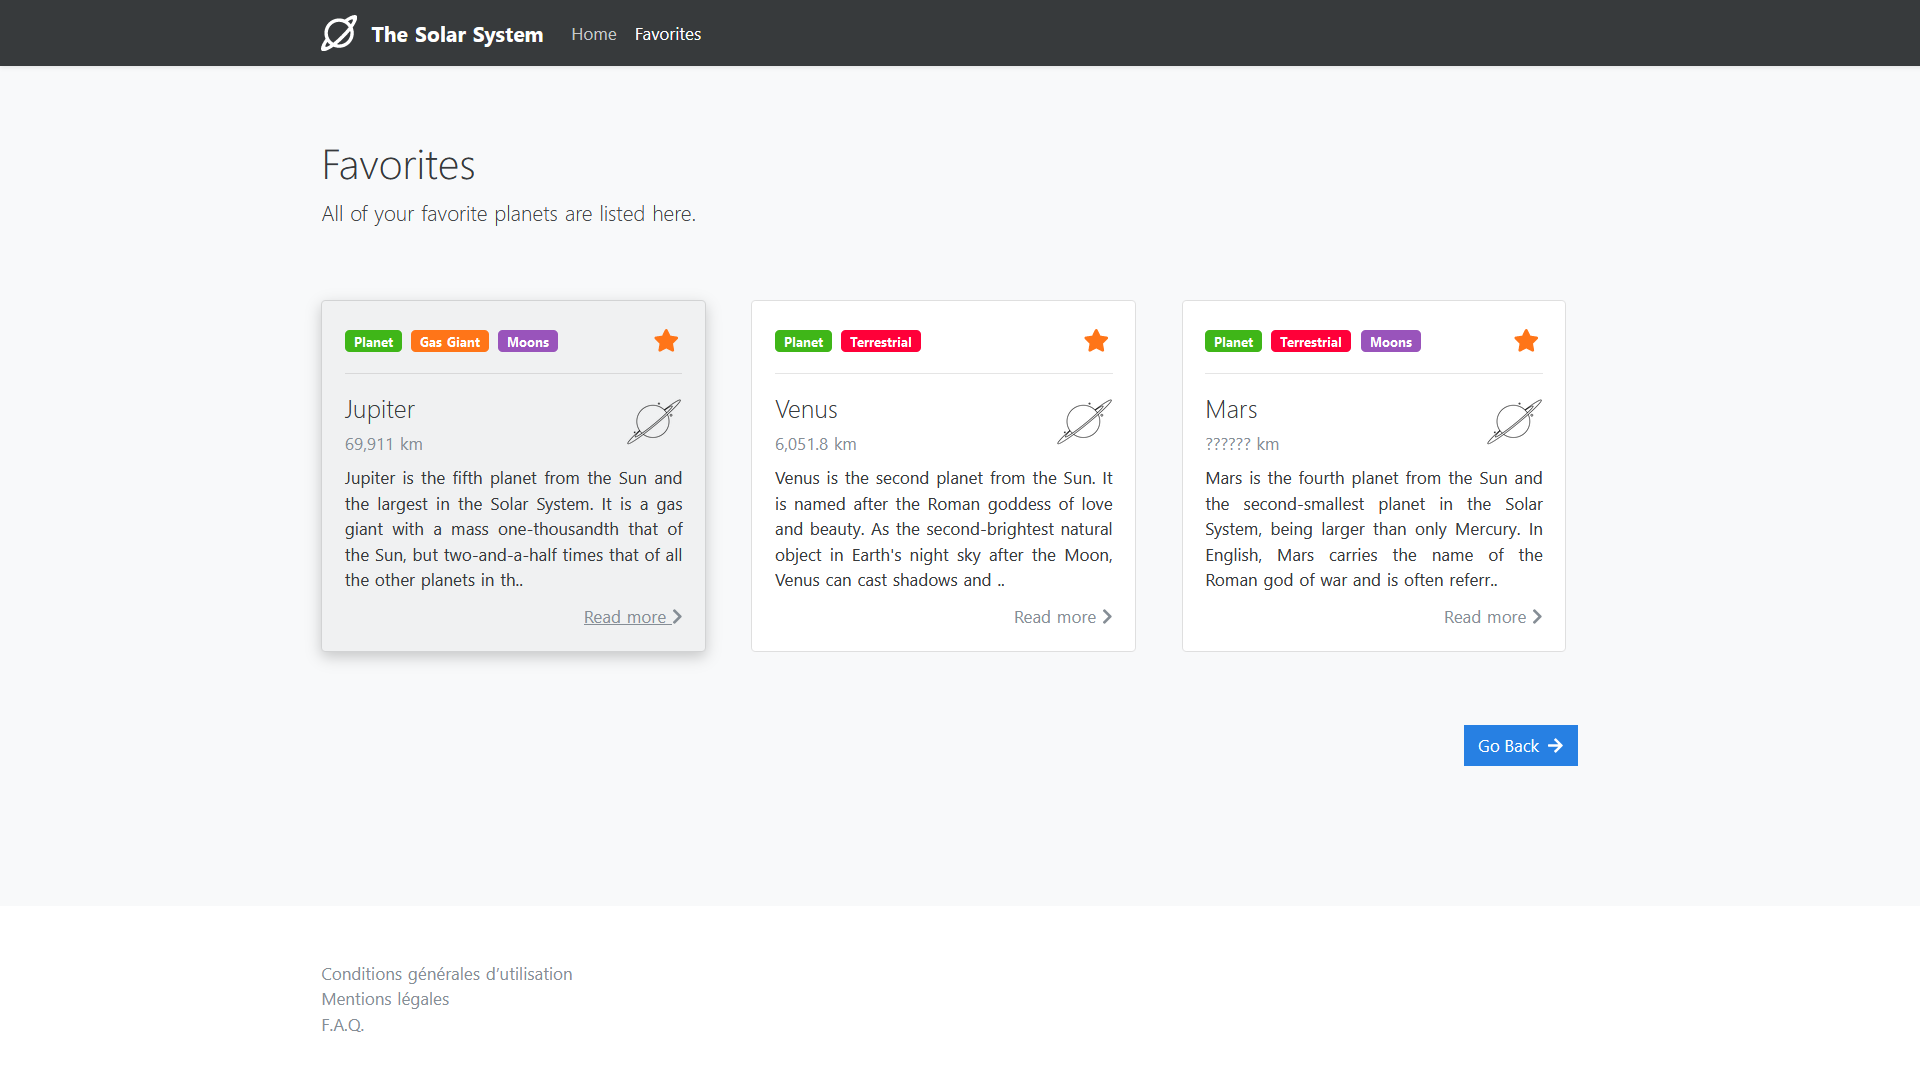 The Solar System Home Favorites
Favorites
All of your favorite planets are listed here.
Planet Gas Giant Moons
Jupiter
69,911 km
Jupiter is the fifth planet from the Sun and
the largest in the Solar System. It is a gas
giant with a mass one-thousandth that of
the Sun, but two-and-a-half times that of all
the other planets in th..
Read more
Planet Terrestrial
Venus
6,051.8 km
Venus is the second planet from the Sun. It
is named after the Roman goddess of love
and beauty. As the second-brightest natural
object in Earth's night sky after the Moon,
Venus can cast shadows and ..
Read more
Planet Terrestrial Moons
Mars
?????? km
Mars is the fourth planet from the Sun and
the second-smallest planet in the Solar
System, being larger than only Mercury. In
English, Mars carries the name of the
Roman god of war and is often referr..
Read more
Go Back
Conditions générales d’utilisation
Mentions légales
F.A.Q.